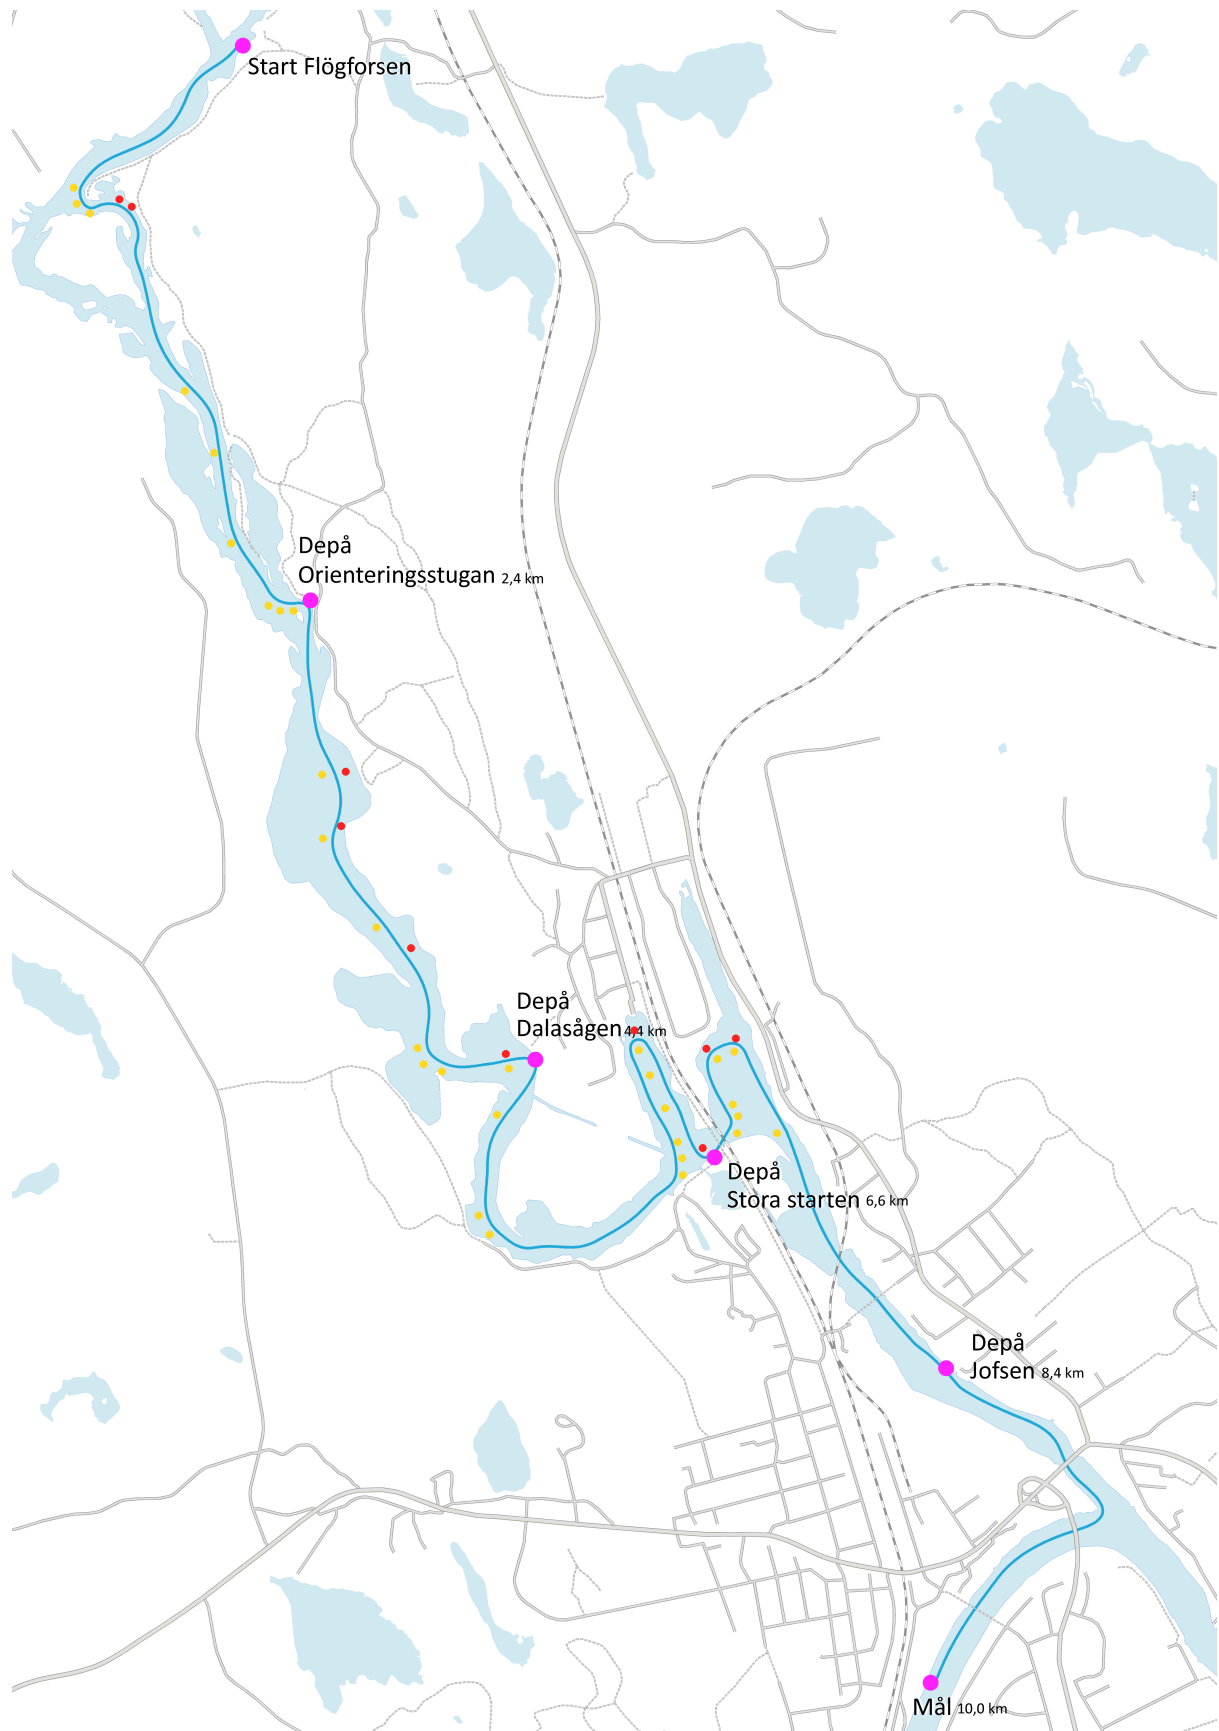 Start Flögforsen
Depå
Orienteringsstugan 2,4 km
Depå
Dalasågen 4,4 km
Depå
Stora starten 6,6 km
Depå
Jofsen 8,4 km
Mål 10,0 km